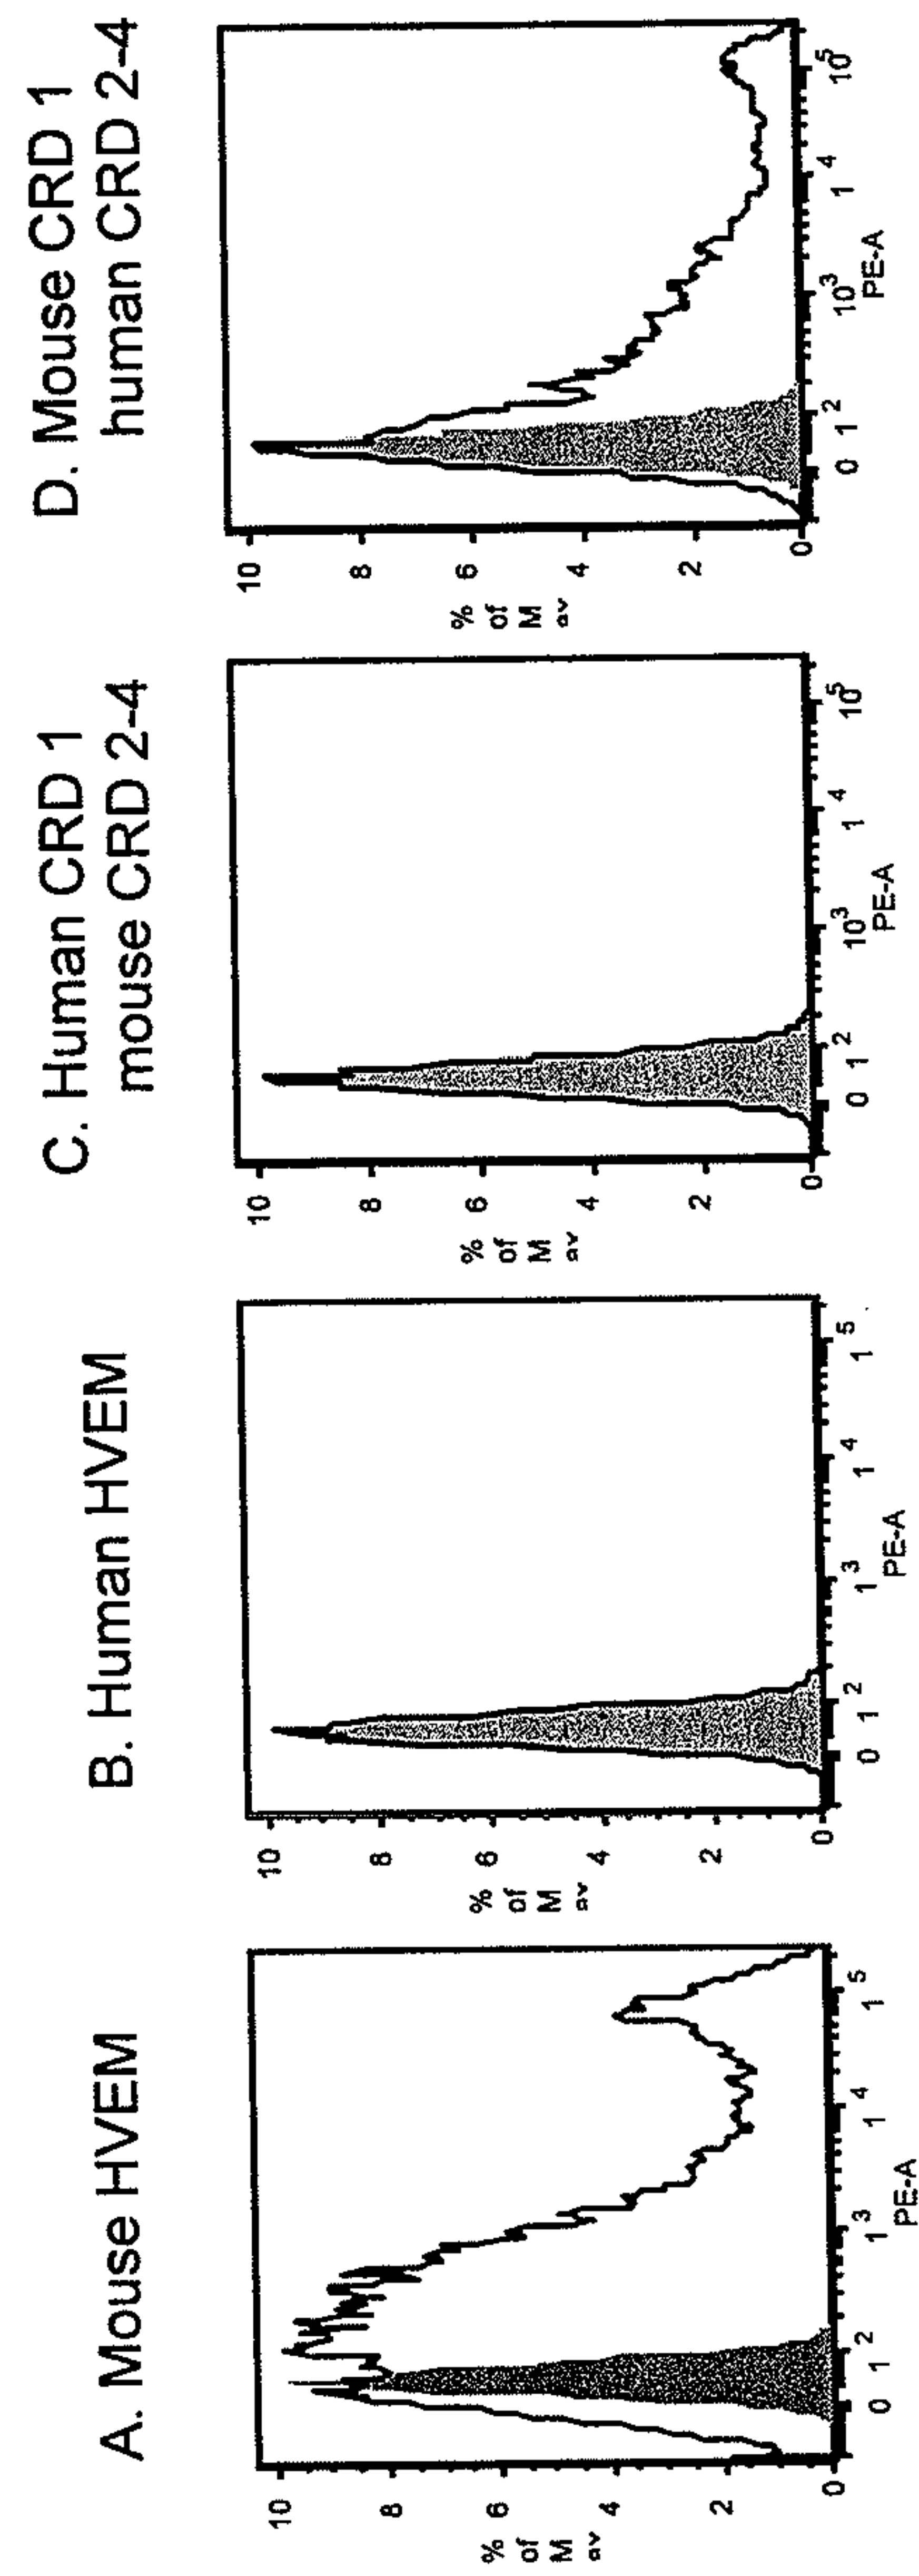 A. Mouse HVEM
10
8
%
of 6
M
4
2
0
0 1 2 1 3 1 4 1 5
PE-A
B. Human HVEM
10
8
%
of 6
M
4
2
0
0 1 2 1 3 1 4 1 5
PE-A
C. Human CRD 1
mouse CRD 2-4
10
8
%
of 6
M
4
2
0
0 1 2 10 3 1 4 10 5
PE-A
D. Mouse CRD 1
human CRD 2-4
10
8
%
of 6
M
4
2
0
0 1 2 10 3 1 4 10 5
PE-A